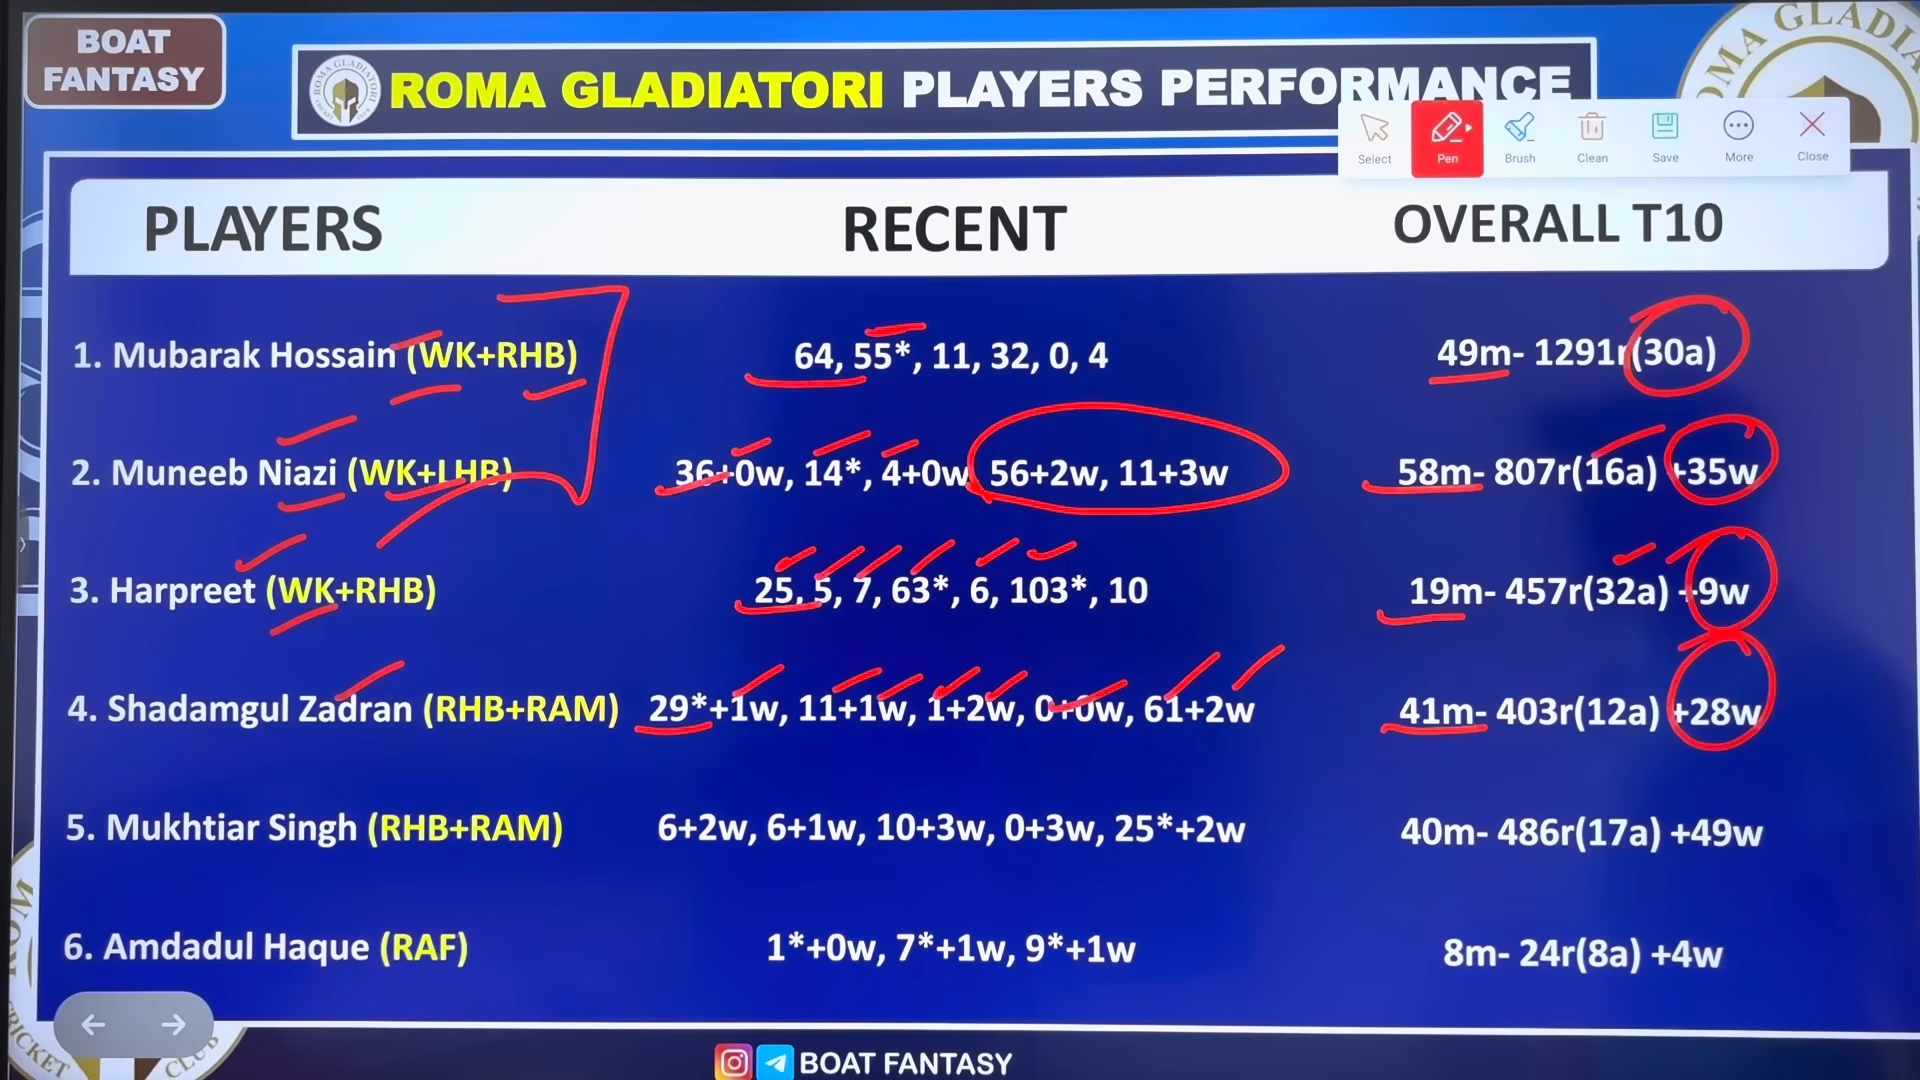 BOAT
FANTASY
ROMA GLADIATORI PLAYERS PERFORMANCE
Select
Pen
Brush
Clean
Save
More
Close
PLAYERS RECENT OVERALL T10
1. Mubarak Hossain (WK+RHB) 64, 55*, 11, 32, 0, 4 49m- 1291r(30a)
2. Muneeb Niazi (WK+LHB) 36+0w, 14*, 4+0w, 56+2w, 11+3w 58m- 807r(16a) +35w
3. Harpreet (WK+RHB) 25, 5, 7, 63*, 6, 103*, 10 19m- 457r(32a) +9w
4. Shadamgul Zadran (RHB+RAM) 29*+1w, 11+1w, 1+2w, 0+0w, 61+2w 41m- 403r(12a) +28w
5. Mukhtiar Singh (RHB+RAM) 6+2w, 6+1w, 10+3w, 0+3w, 25*+2w 40m- 486r(17a) +49w
6. Amdadul Haque (RAF) 1*+0w, 7*+1w, 9*+1w 8m- 24r(8a) +4w
BOAT FANTASY